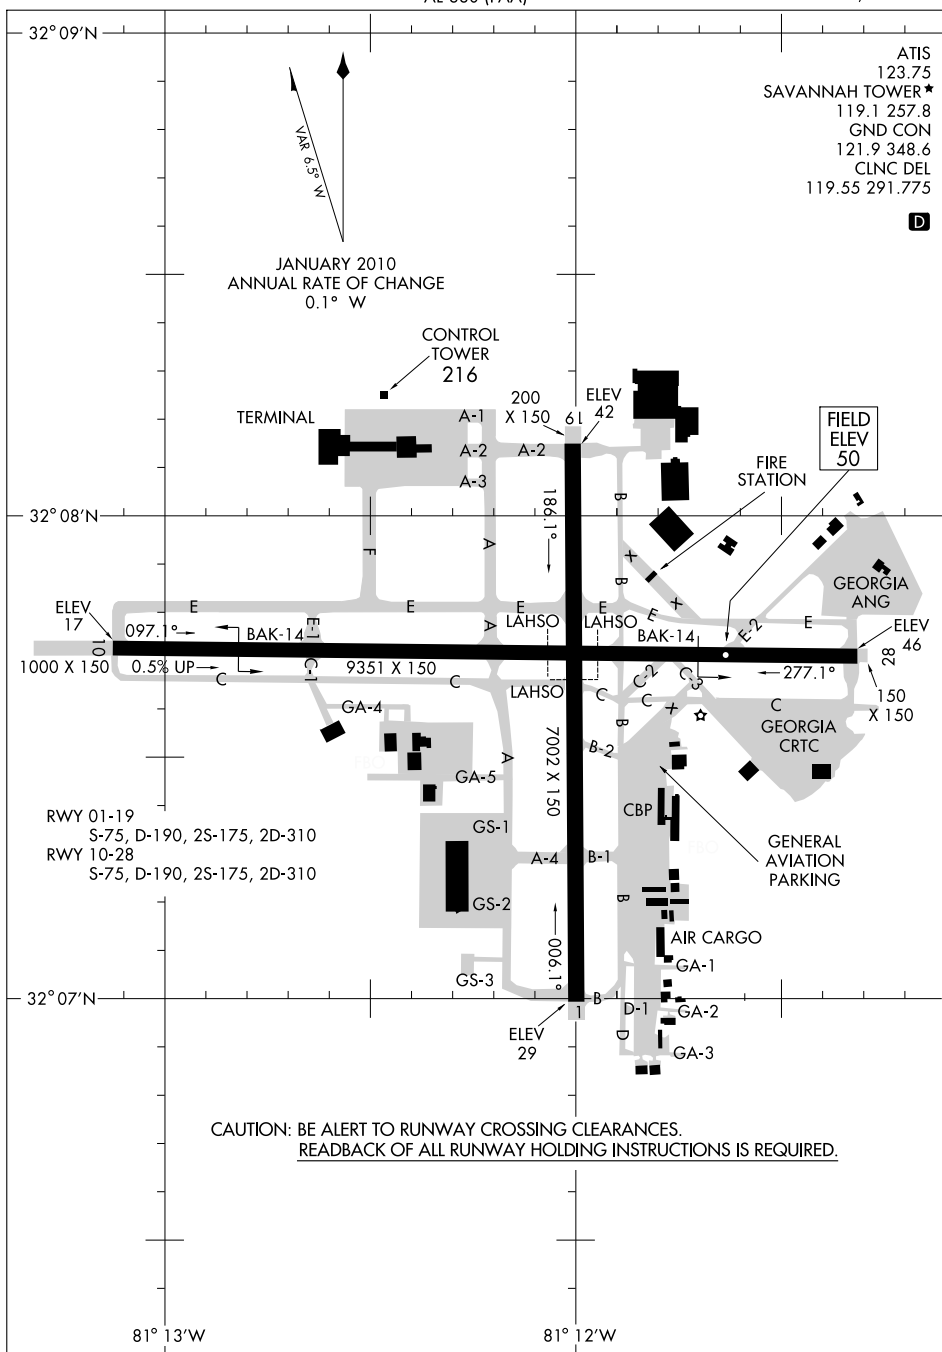 32°09'N
ATIS
123.75
SAVANNAH TOWER★
119.1 257.8
GND CON
121.9 348.6
CLNC DEL
119.55 291.775
D
VAR 6.5° W
JANUARY 2010
ANNUAL RATE OF CHANGE
0.1° W
CONTROL
TOWER
216
TERMINAL
A-1
A-2
A-2
A-3
200
X 150
19
ELEV
42
FIELD
ELEV
50
FIRE
STATION
32°08'N
186.1°
B
X
B
X
A
F
GEORGIA
ANG
E
E
E
E
E
E
E-1
E-2
ELEV
17
10
097.1°
BAK-14
A
LAHSO
LAHSO
BAK-14
ELEV
46
28
1000 X 150
0.5% UP
9351 X 150
277.1°
150
X 150
C
C-1
C
LAHSO
C
C-2
C
C-3
X
C
GA-4
A
B
7002 X 150
B-2
GEORGIA
CRTC
GA-5
CBP
GENERAL
AVIATION
PARKING
RWY 01-19
S-75, D-190, 2S-175, 2D-310
RWY 10-28
S-75, D-190, 2S-175, 2D-310
GS-1
A-4
B-1
GS-2
B
006.1°
AIR CARGO
GA-1
GS-3
32°07'N
1
B
D-1
GA-2
D
GA-3
ELEV
29
CAUTION: BE ALERT TO RUNWAY CROSSING CLEARANCES.
READBACK OF ALL RUNWAY HOLDING INSTRUCTIONS IS REQUIRED.
81° 13'W
81° 12'W